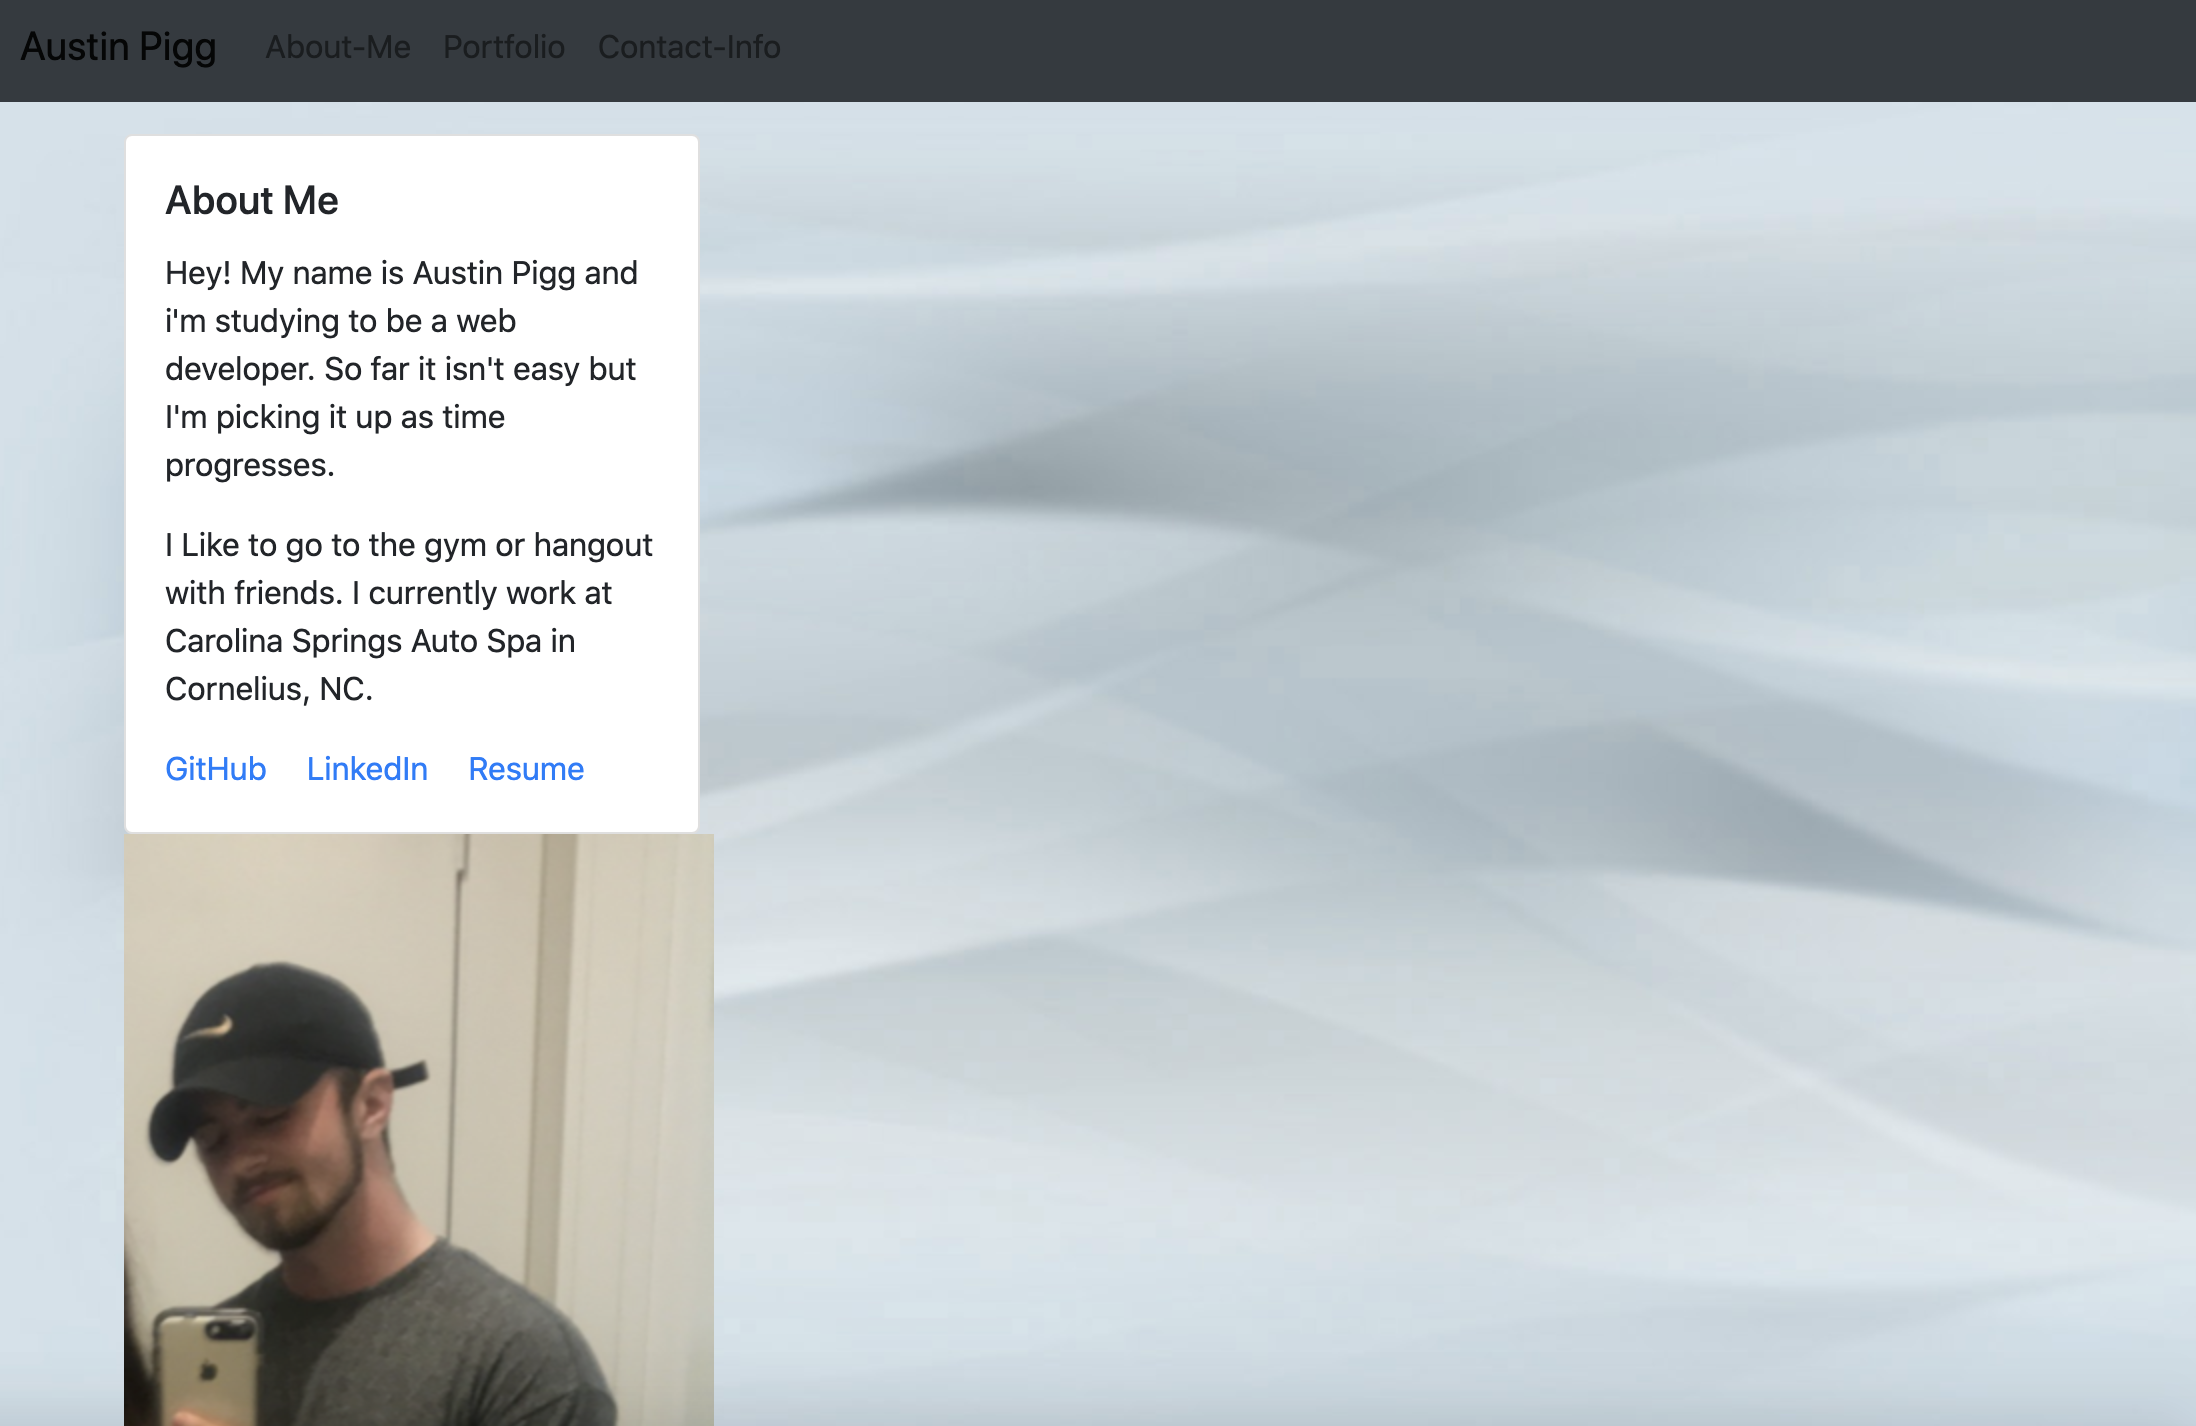 Austin Pigg About-Me Portfolio Contact-Info
About Me
Hey! My name is Austin Pigg and
i'm studying to be a web
developer. So far it isn't easy but
I'm picking it up as time
progresses.
I Like to go to the gym or hangout
with friends. I currently work at
Carolina Springs Auto Spa in
Cornelius, NC.
GitHub LinkedIn Resume